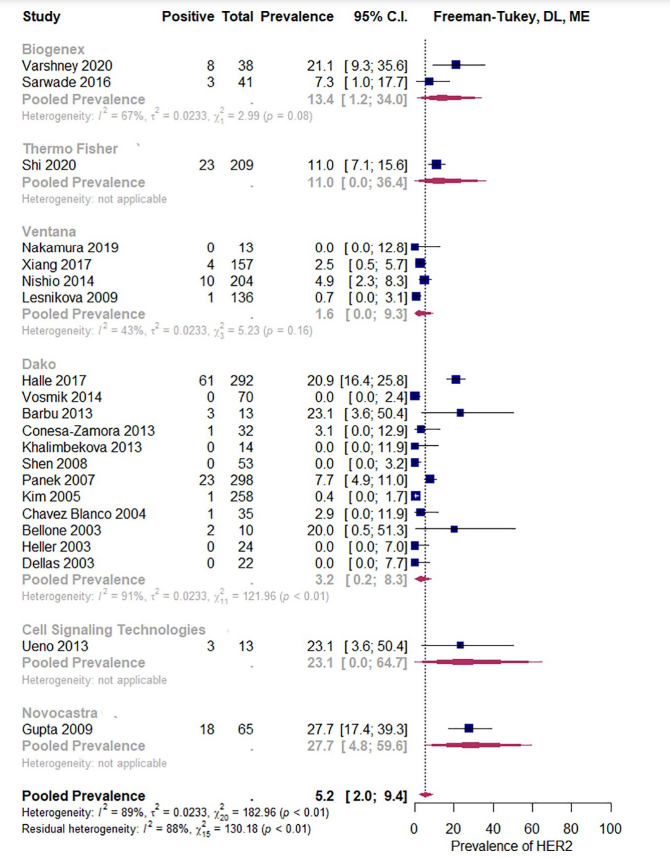 Study Positive Total Prevalence 95% C.I. Freeman-Tukey, DL, ME
Biogenex
Varshney 2020 8 38 21.1 [ 9.3; 35.6]
Sarwade 2016 3 41 7.3 [ 1.0; 17.7]
Pooled Prevalence . 13.4 [ 1.2; 34.0]
Heterogeneity: I² = 67%, τ² = 0.0233, χ²₁ = 2.99 (p = 0.08)
Thermo Fisher
Shi 2020 23 209 11.0 [ 7.1; 15.6]
Pooled Prevalence . 11.0 [ 0.0; 36.4]
Heterogeneity: not applicable
Ventana
Nakamura 2019 0 13 0.0 [ 0.0; 12.8]
Xiang 2017 4 157 2.5 [ 0.5; 5.7]
Nishio 2014 10 204 4.9 [ 2.3; 8.3]
Lesnikova 2009 1 136 0.7 [ 0.0; 3.1]
Pooled Prevalence . 1.6 [ 0.0; 9.3]
Heterogeneity: I² = 43%, τ² = 0.0233, χ²₃ = 5.23 (p = 0.16)
Dako
Halle 2017 61 292 20.9 [16.4; 25.8]
Vosmik 2014 0 70 0.0 [ 0.0; 2.4]
Barbu 2013 3 13 23.1 [ 3.6; 50.4]
Conesa-Zamora 2013 1 32 3.1 [ 0.0; 12.9]
Khalimbekova 2013 0 14 0.0 [ 0.0; 11.9]
Shen 2008 0 53 0.0 [ 0.0; 3.2]
Panek 2007 23 298 7.7 [ 4.9; 11.0]
Kim 2005 1 258 0.4 [ 0.0; 1.7]
Chavez Blanco 2004 1 35 2.9 [ 0.0; 11.9]
Bellone 2003 2 10 20.0 [ 0.5; 51.3]
Heller 2003 0 24 0.0 [ 0.0; 7.0]
Dellas 2003 0 22 0.0 [ 0.0; 7.7]
Pooled Prevalence . 3.2 [ 0.2; 8.3]
Heterogeneity: I² = 91%, τ² = 0.0233, χ²₁₁ = 121.96 (p < 0.01)
Cell Signaling Technologies
Ueno 2013 3 13 23.1 [ 3.6; 50.4]
Pooled Prevalence . 23.1 [ 0.0; 64.7]
Heterogeneity: not applicable
Novocastra
Gupta 2009 18 65 27.7 [17.4; 39.3]
Pooled Prevalence . 27.7 [ 4.8; 59.6]
Heterogeneity: not applicable
Pooled Prevalence . 5.2 [ 2.0; 9.4]
Heterogeneity: I² = 89%, τ² = 0.0233, χ²₂₀ = 182.96 (p < 0.01)
Residual heterogeneity: I² = 88%, χ²₁₅ = 130.18 (p < 0.01)
0 20 40 60 80 100
Prevalence of HER2